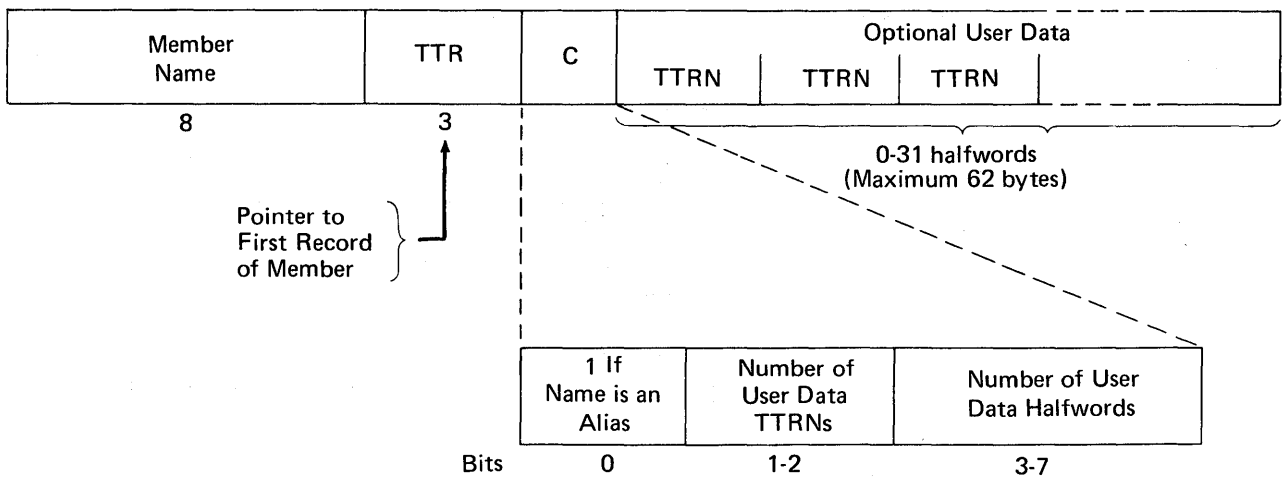 Member
Name
TTR
C
Optional User Data
TTRN
TTRN
TTRN
8
3
0-31 halfwords
(Maximum 62 bytes)
Pointer to
First Record
of Member
1 If
Name is an
Alias
Number of
User Data
TTRNs
Number of User
Data Halfwords
Bits
0
1-2
3-7